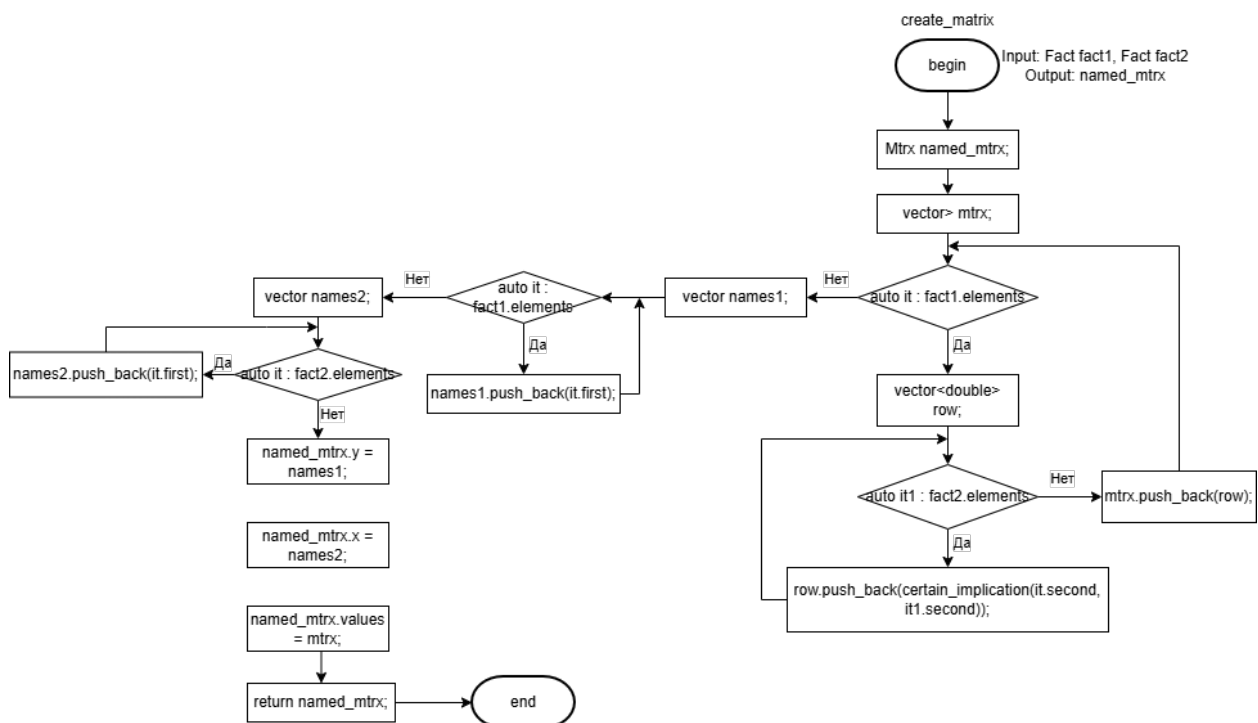 create_matrix
begin
Input: Fact fact1, Fact fact2
Output: named_mtrx
Mtrx named_mtrx;
vector> mtrx;
auto it : fact1.elements
Нет
Да
vector names1;
auto it :
fact1.elements
Нет
Да
names1.push_back(it.first);
vector names2;
auto it : fact2.elements
Да
Нет
names2.push_back(it.first);
named_mtrx.y =
names1;
named_mtrx.x =
names2;
named_mtrx.values
= mtrx;
return named_mtrx;
end
vector<double>
row;
auto it1 : fact2.elements
Нет
Да
mtrx.push_back(row);
row.push_back(certain_implication(it.second,
it1.second));